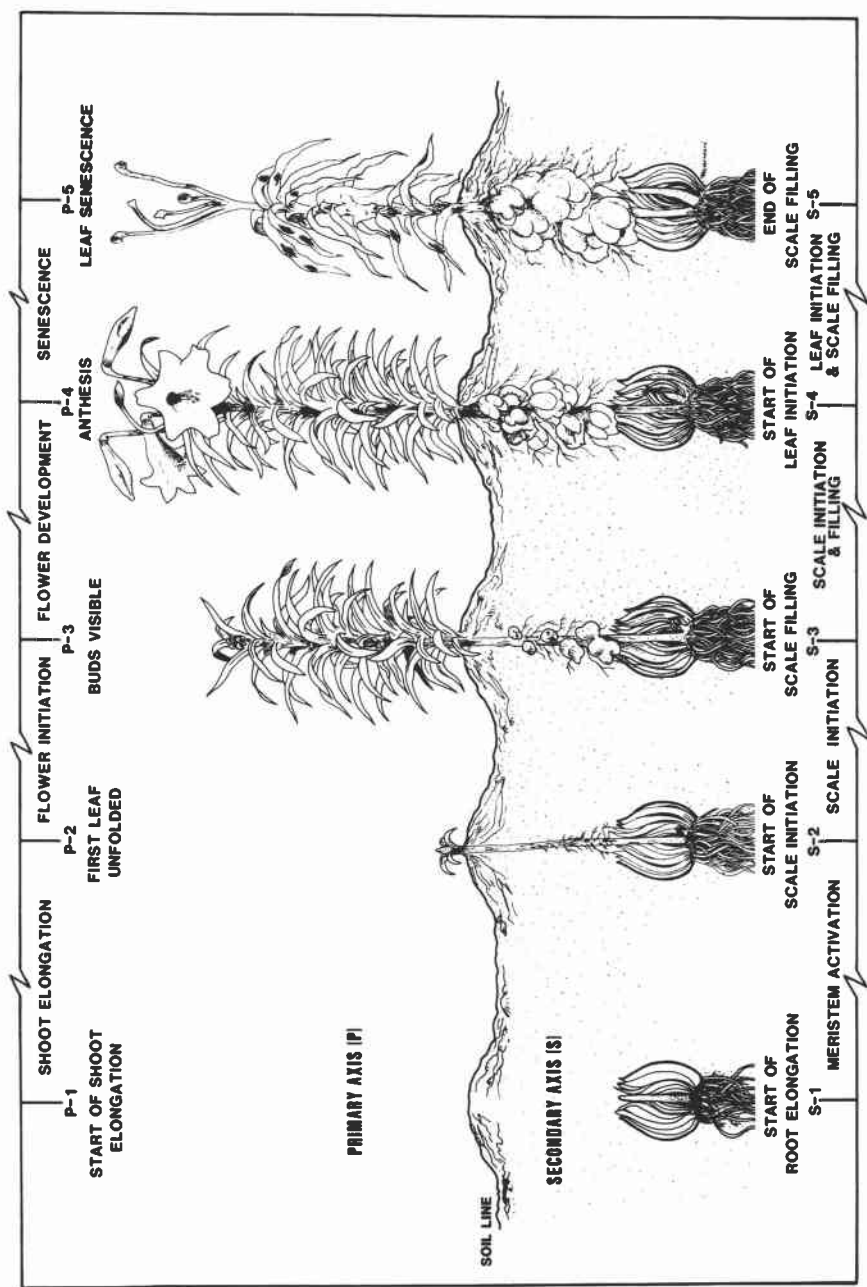 SHOOT ELONGATION
FLOWER INITIATION
FLOWER DEVELOPMENT
SENESCENCE
P-1
P-2
P-3
P-4
P-5
START OF SHOOT
ELONGATION
FIRST LEAF
UNFOLDED
BUDS VISIBLE
ANTHESIS
LEAF SENESCENCE
PRIMARY AXIS (P)
SOIL LINE
SECONDARY AXIS (S)
START OF
ROOT ELONGATION
START OF
SCALE INITIATION
START OF
SCALE FILLING
START OF
LEAF INITIATION
END OF
SCALE FILLING
S-1
S-2
S-3
S-4
S-5
MERISTEM ACTIVATION
SCALE INITIATION
SCALE INITIATION
& FILLING
LEAF INITIATION
& SCALE FILLING